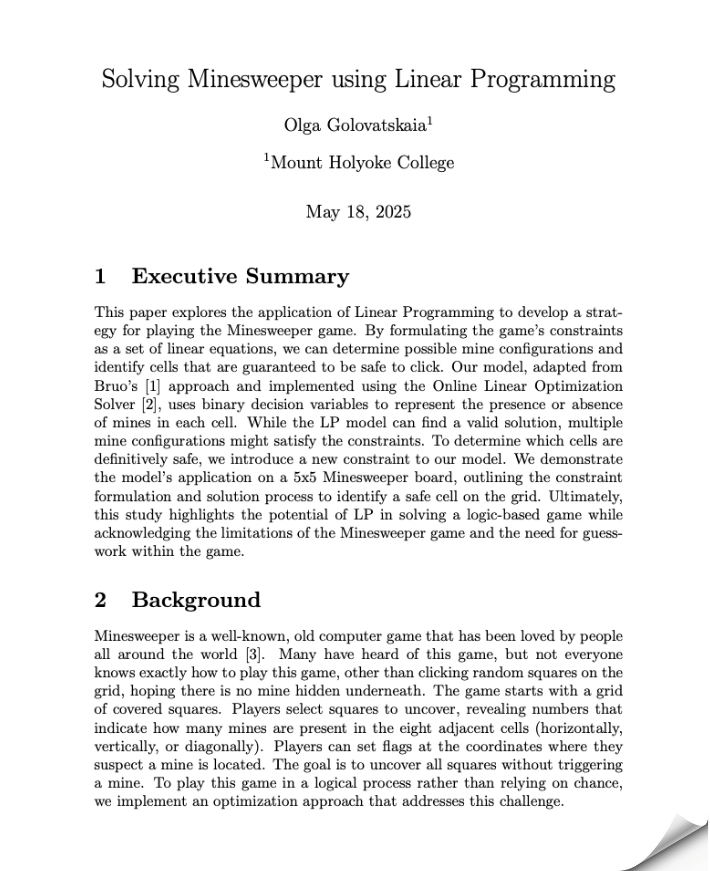 Solving Minesweeper using Linear Programming
Olga Golovatskaia¹
¹Mount Holyoke College
May 18, 2025
1 Executive Summary
This paper explores the application of Linear Programming to develop a strat-
egy for playing the Minesweeper game. By formulating the game's constraints
as a set of linear equations, we can determine possible mine configurations and
identify cells that are guaranteed to be safe to click. Our model, adapted from
Bruo's [1] approach and implemented using the Online Linear Optimization
Solver [2], uses binary decision variables to represent the presence or absence
of mines in each cell. While the LP model can find a valid solution, multiple
mine configurations might satisfy the constraints. To determine which cells are
definitively safe, we introduce a new constraint to our model. We demonstrate
the model's application on a 5x5 Minesweeper board, outlining the constraint
formulation and solution process to identify a safe cell on the grid. Ultimately,
this study highlights the potential of LP in solving a logic-based game while
acknowledging the limitations of the Minesweeper game and the need for guess-
work within the game.
2 Background
Minesweeper is a well-known, old computer game that has been loved by people
all around the world [3]. Many have heard of this game, but not everyone
knows exactly how to play this game, other than clicking random squares on the
grid, hoping there is no mine hidden underneath. The game starts with a grid
of covered squares. Players select squares to uncover, revealing numbers that
indicate how many mines are present in the eight adjacent cells (horizontally,
vertically, or diagonally). Players can set flags at the coordinates where they
suspect a mine is located. The goal is to uncover all squares without triggering
a mine. To play this game in a logical process rather than relying on chance,
we implement an optimization approach that addresses this challenge.